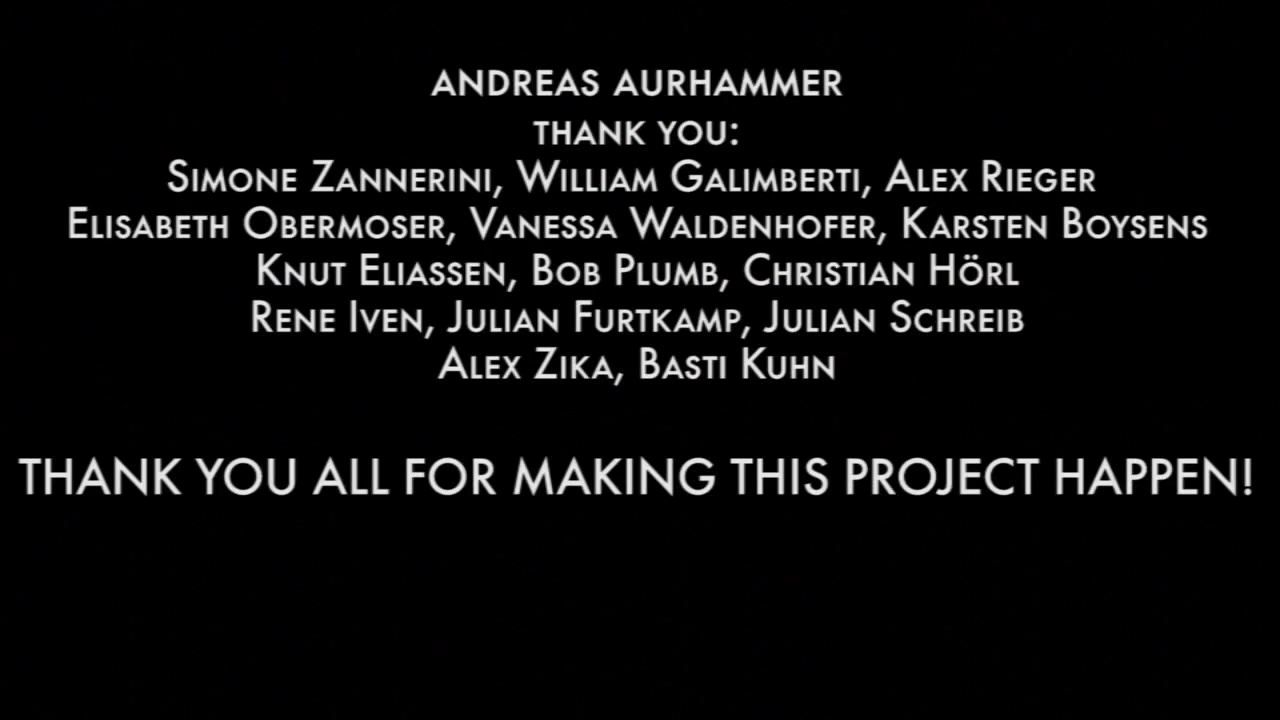 ANDREAS AURHAMMER
THANK YOU:
SIMONE ZANNERINI, WILLIAM GALIMBERTI, ALEX RIEGER
ELISABETH OBERMOSER, VANESSA WALDENHOFER, KARSTEN BOYSENS
KNUT ELIASSEN, BOB PLUMB, CHRISTIAN HÖRL
RENE IVEN, JULIAN FURTKAMP, JULIAN SCHREIB
ALEX ZIKA, BASTI KUHN
THANK YOU ALL FOR MAKING THIS PROJECT HAPPEN!